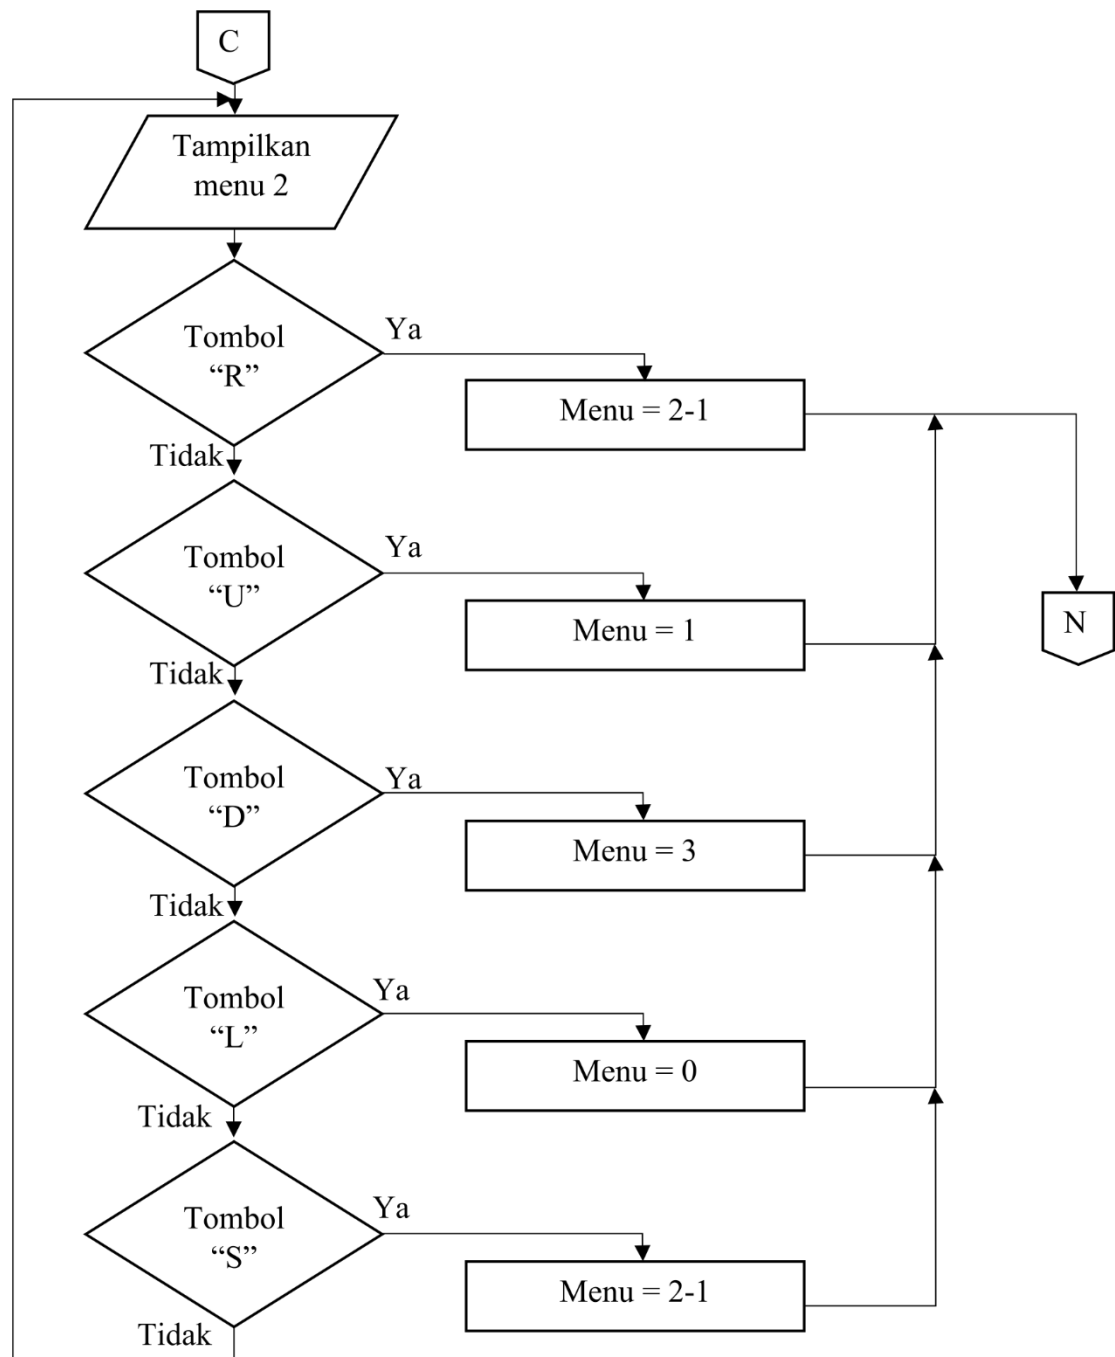 C
Tampilkan
menu 2
Tombol
“R”
Ya
Menu = 2-1
Tidak
Tombol
“U”
Ya
Menu = 1
N
Tidak
Tombol
“D”
Ya
Menu = 3
Tidak
Tombol
“L”
Ya
Menu = 0
Tidak
Tombol
“S”
Ya
Menu = 2-1
Tidak